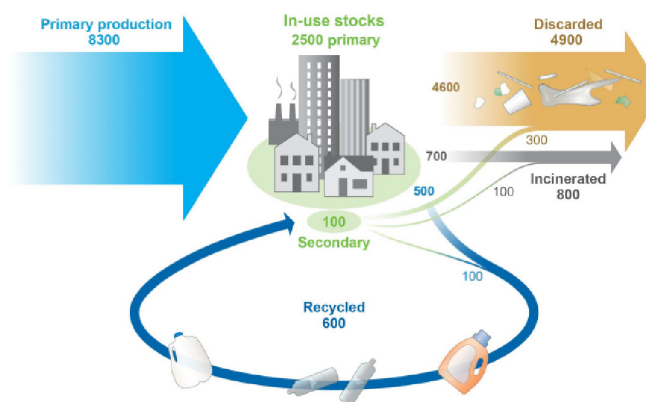 Primary production
8300
In-use stocks
2500 primary
Discarded
4900
4600
300
700
Incinerated
800
100
500
100
Secondary
100
Recycled
600